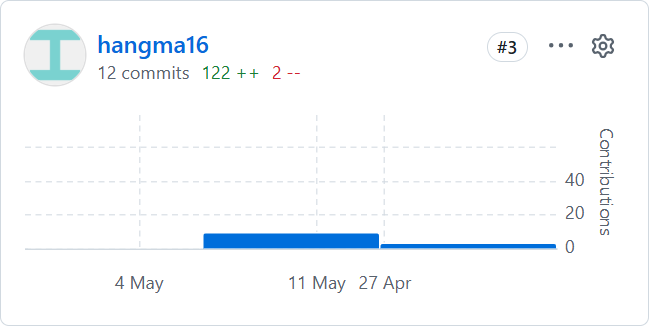 hangma16
#3
12 commits 122 ++ 2 --
Contributions
40
20
0
4 May 11 May 27 Apr